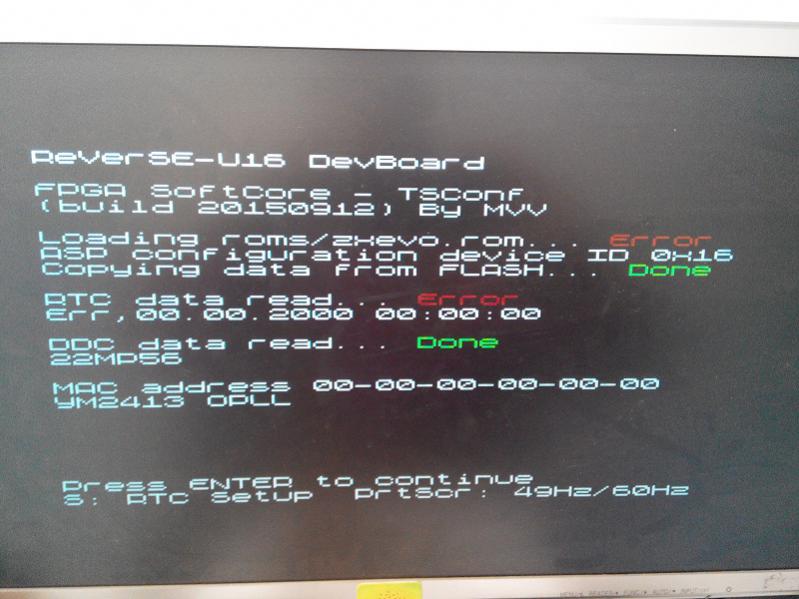 ReVerSE-U16 DevBoard
FPGA SoftCore - TSConf
(build 20150912) By MVV
Loading roms/zxevo.rom... Error
ASP configuration device ID 0x16
Copying data from FLASH... Done
RTC data read... Error
Err,00.00.2000 00:00:00
DDC data read... Done
22MP56
MAC address 00-00-00-00-00-00
YM2413 OPLL
Press ENTER to continue
S: RTC Setup PrtScr: 49Hz/60Hz